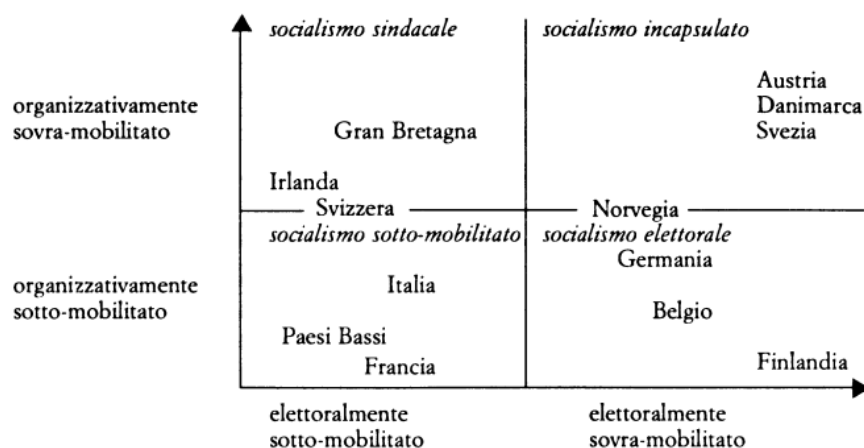 socialismo sindacale
socialismo incapsulato
organizzativamente
sovra-mobilitato
Austria
Danimarca
Svezia
Gran Bretagna
Irlanda
Svizzera
Norvegia
socialismo sotto-mobilitato
socialismo elettorale
Germania
organizzativamente
sotto-mobilitato
Italia
Belgio
Paesi Bassi
Francia
Finlandia
elettoralmente
sotto-mobilitato
elettoralmente
sovra-mobilitato